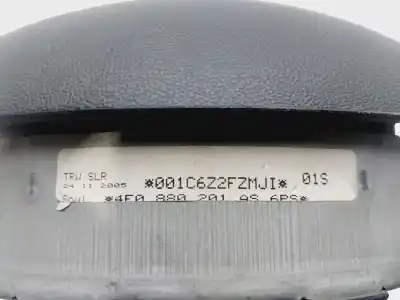 TRW SLR *001C6Z2FZMJI* 01S
24 11 2005
*4F0 880 201 AS 6PS*